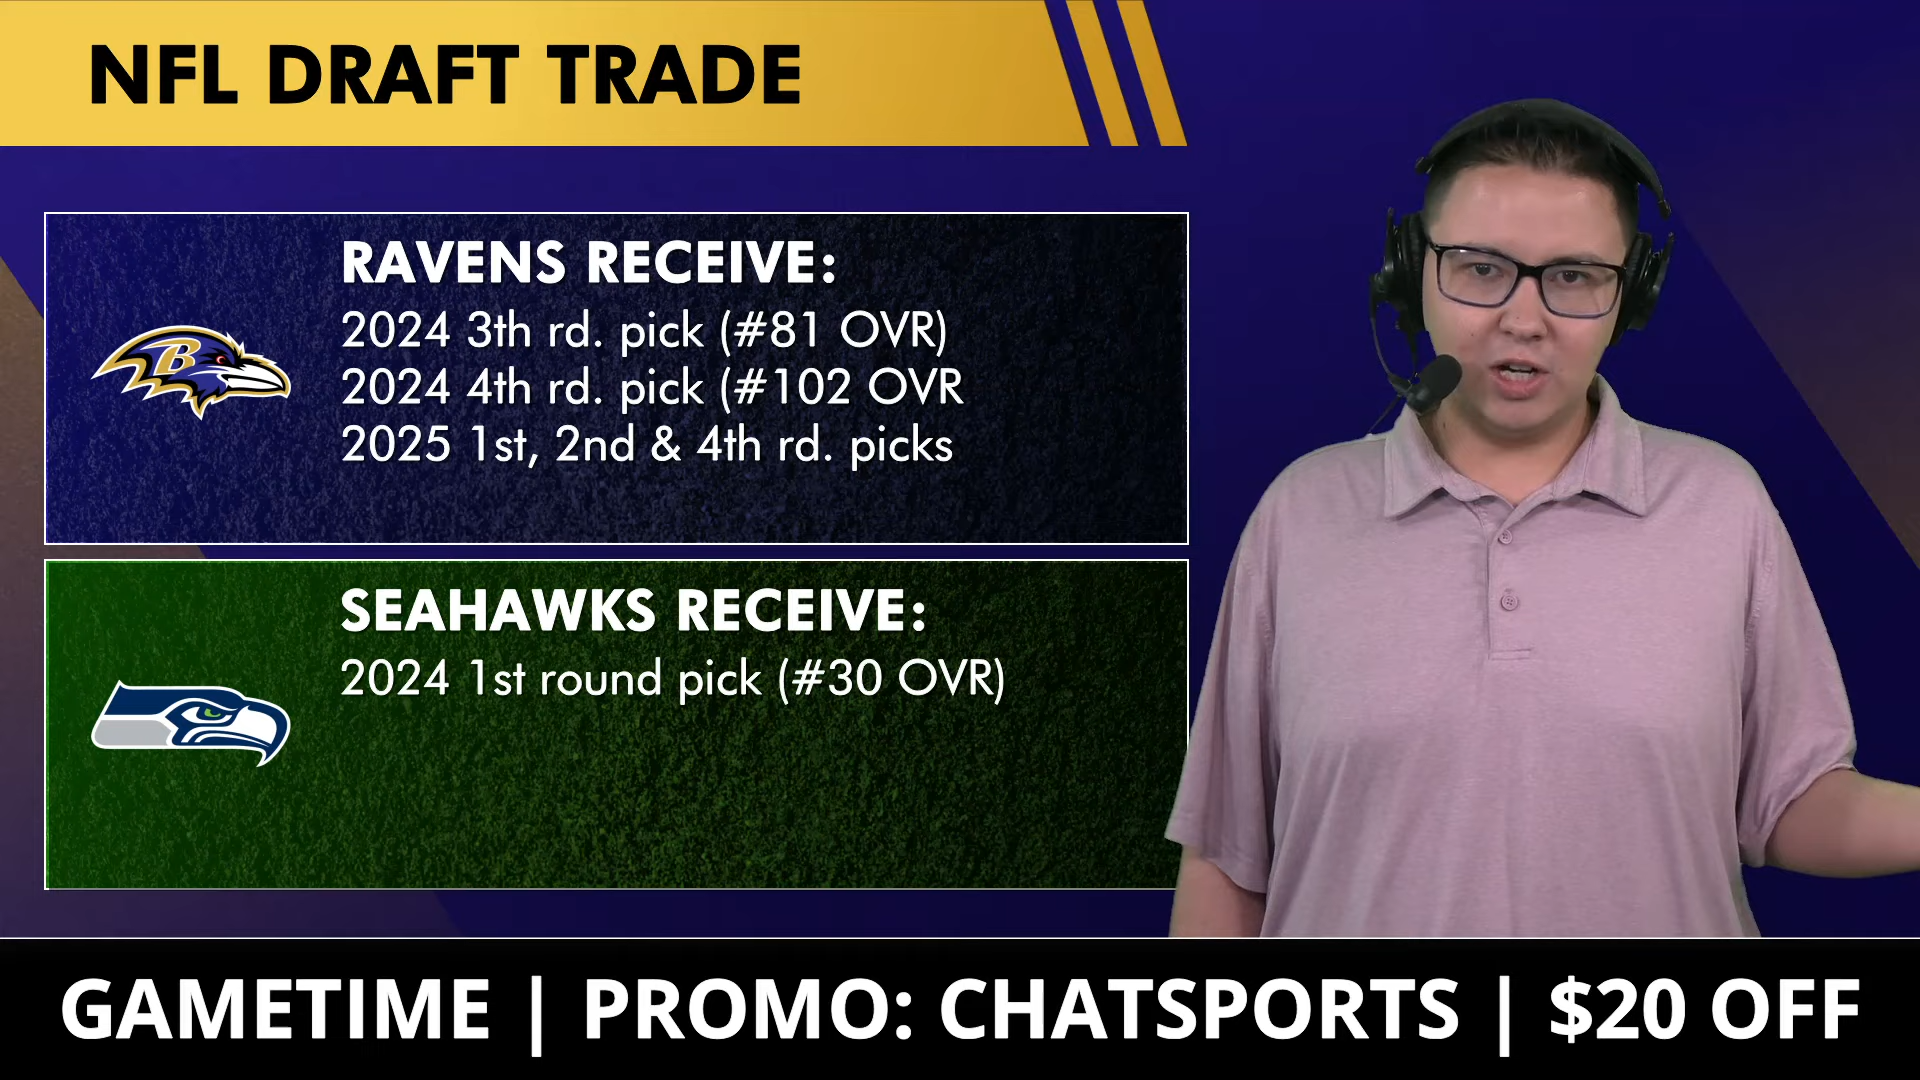 NFL DRAFT TRADE
RAVENS RECEIVE:
2024 3th rd. pick (#81 OVR)
2024 4th rd. pick (#102 OVR
2025 1st, 2nd & 4th rd. picks
B
SEAHAWKS RECEIVE:
2024 1st round pick (#30 OVR)
GAMETIME | PROMO: CHATSPORTS | $20 OFF